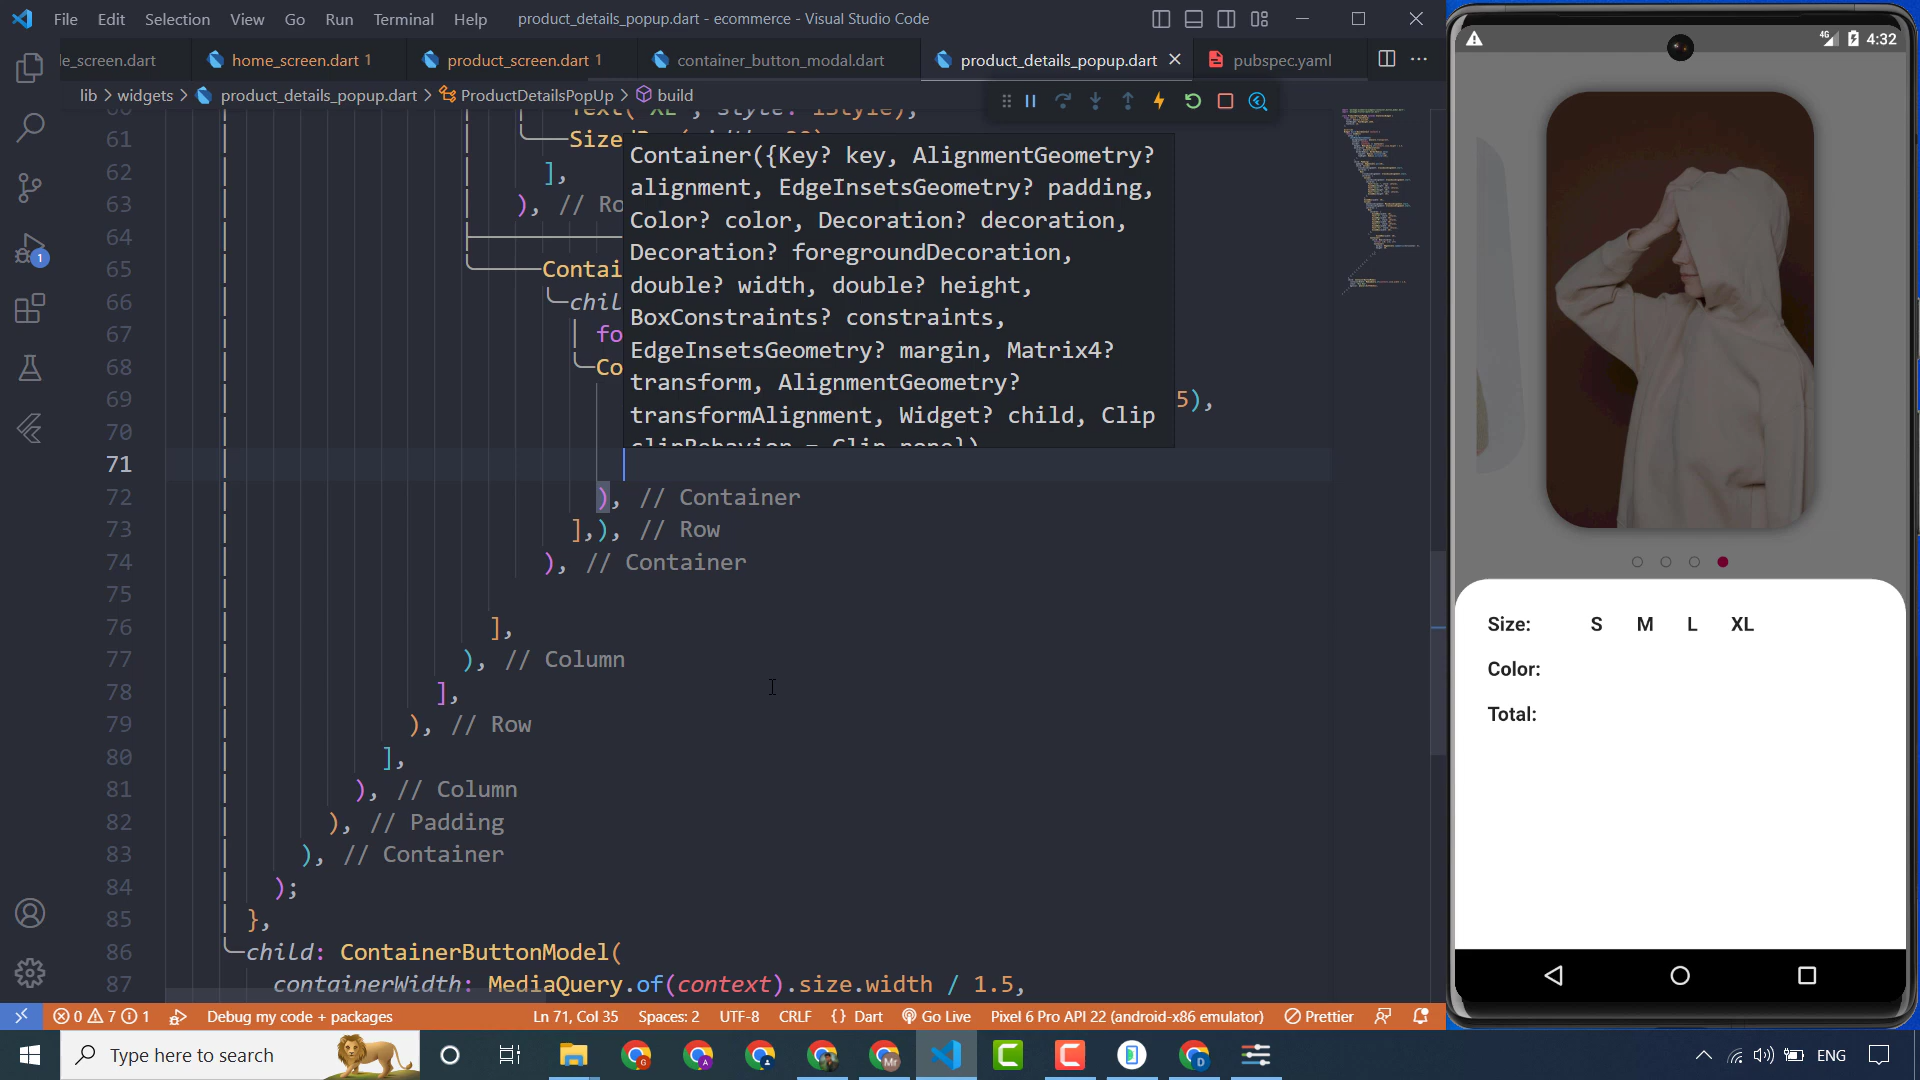 File Edit Selection View Go Run Terminal Help product_details_popup.dart - ecommerce - Visual Studio Code
le_screen.dart home_screen.dart 1 product_screen.dart 1 container_button_modal.dart product_details_popup.dart pubspec.yaml
lib > widgets > product_details_popup.dart > ProductDetailsPopUp > build
61
62 ],
63 ), // Ro
64
65 Contai
66 chil
67 fo
68 Co
69 5),
70
71
72 ), // Container
73 ],), // Row
74 ), // Container
75
76 ],
77 ), // Column
78 ],
79 ), // Row
80 ],
81 ), // Column
82 ), // Padding
83 ), // Container
84 );
85 },
86 child: ContainerButtonModel(
87 containerWidth: MediaQuery.of(context).size.width / 1.5,
Container({Key? key, AlignmentGeometry?
alignment, EdgeInsetsGeometry? padding,
Color? color, Decoration? decoration,
Decoration? foregroundDecoration,
double? width, double? height,
BoxConstraints? constraints,
EdgeInsetsGeometry? margin, Matrix4?
transform, AlignmentGeometry?
transformAlignment, Widget? child, Clip
clipBehavior = Clip.none})
1
0 7 1 Debug my code + packages Ln 71, Col 35 Spaces: 2 UTF-8 CRLF {} Dart Go Live Pixel 6 Pro API 22 (android-x86 emulator) Prettier
Type here to search
ENG
4G 4:32
Size: S M L XL
Color:
Total: